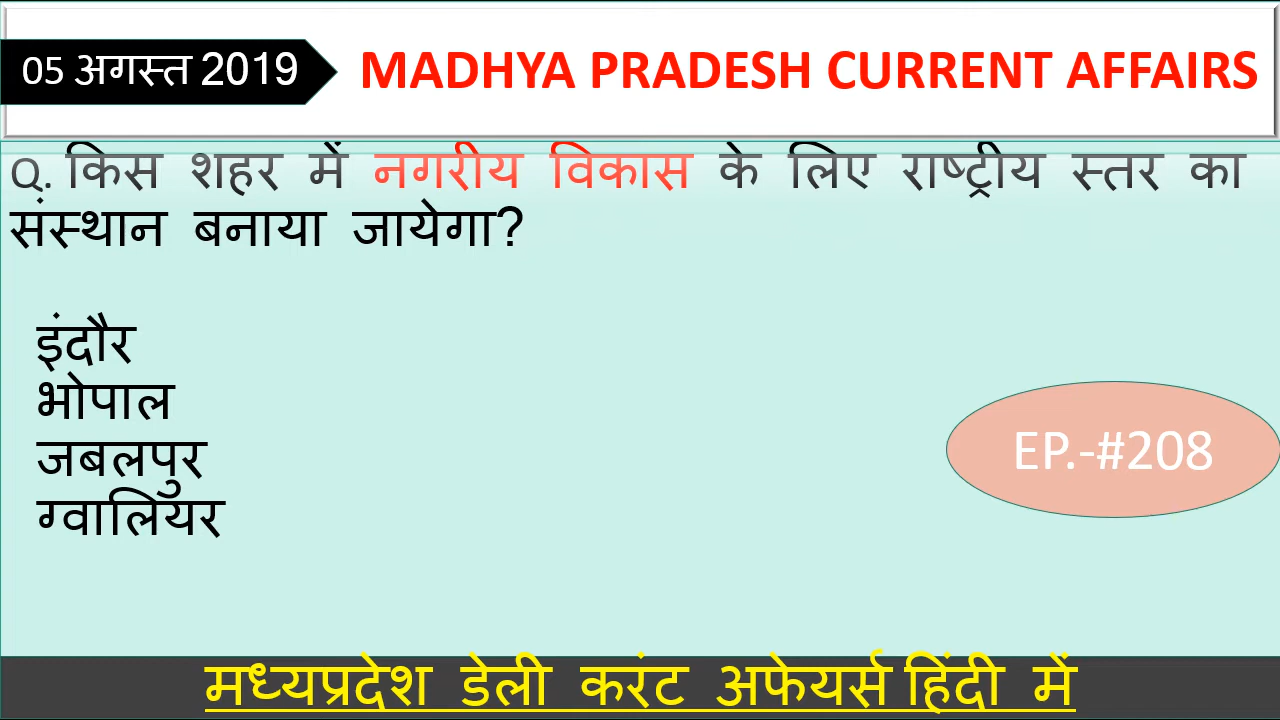 05 अगस्त 2019
MADHYA PRADESH CURRENT AFFAIRS
Q. किस शहर में नगरीय विकास के लिए राष्ट्रीय स्तर का
संस्थान बनाया जायेगा?
इंदौर
भोपाल
जबलपुर
ग्वालियर
EP.-#208
मध्यप्रदेश डेली करंट अफेयर्स हिंदी में